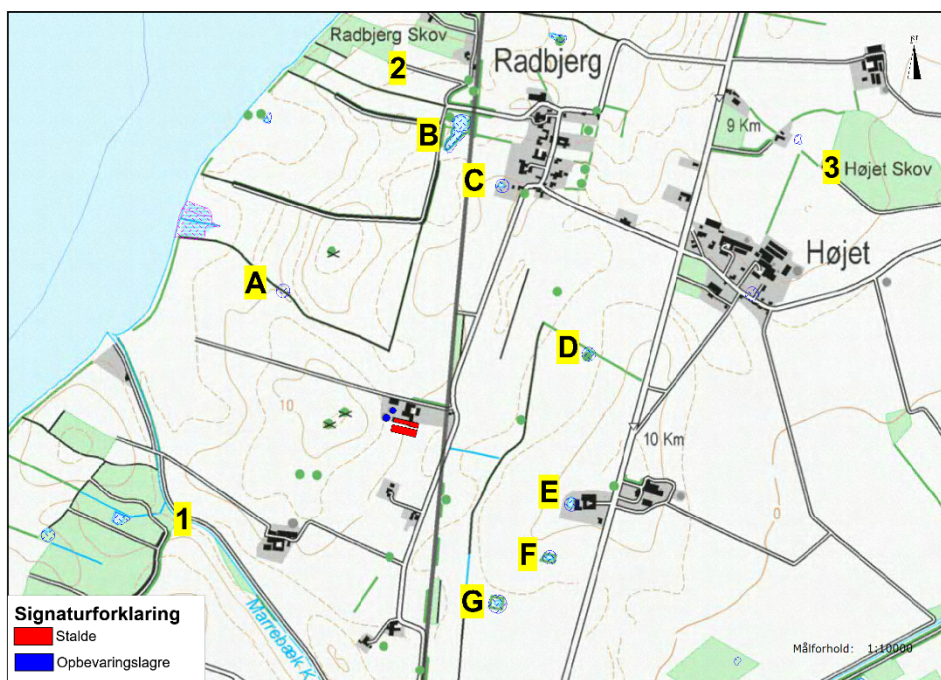 Radbjerg Skov
2
Radbjerg
B
9 Km
C
3
Højet Skov
Højet
A
D
10
10 Km
E
0
1
F
G
Marrebæk K
Signaturforklaring
Stalde
Opbevaringslagre
Målforhold: 1:10000